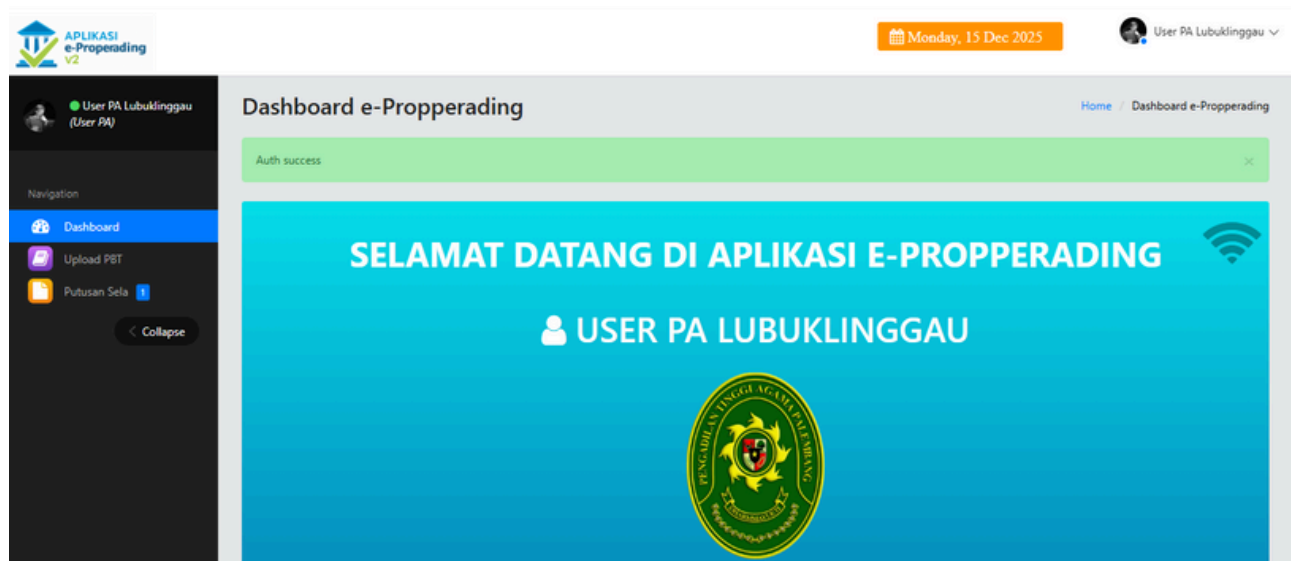 APLIKASI
e-Properading
v2
Monday, 15 Dec 2025
User PA Lubuklinggau
User PA Lubuklinggau
(User PA)
Dashboard e-Propperading
Home / Dashboard e-Propperading
Auth success ×
Navigation
Dashboard
Upload PBT
Putusan Sela 1
< Collapse
SELAMAT DATANG DI APLIKASI E-PROPPERADING
USER PA LUBUKLINGGAU
PENGADILAN TINGGI AGAMA PALEMBANG